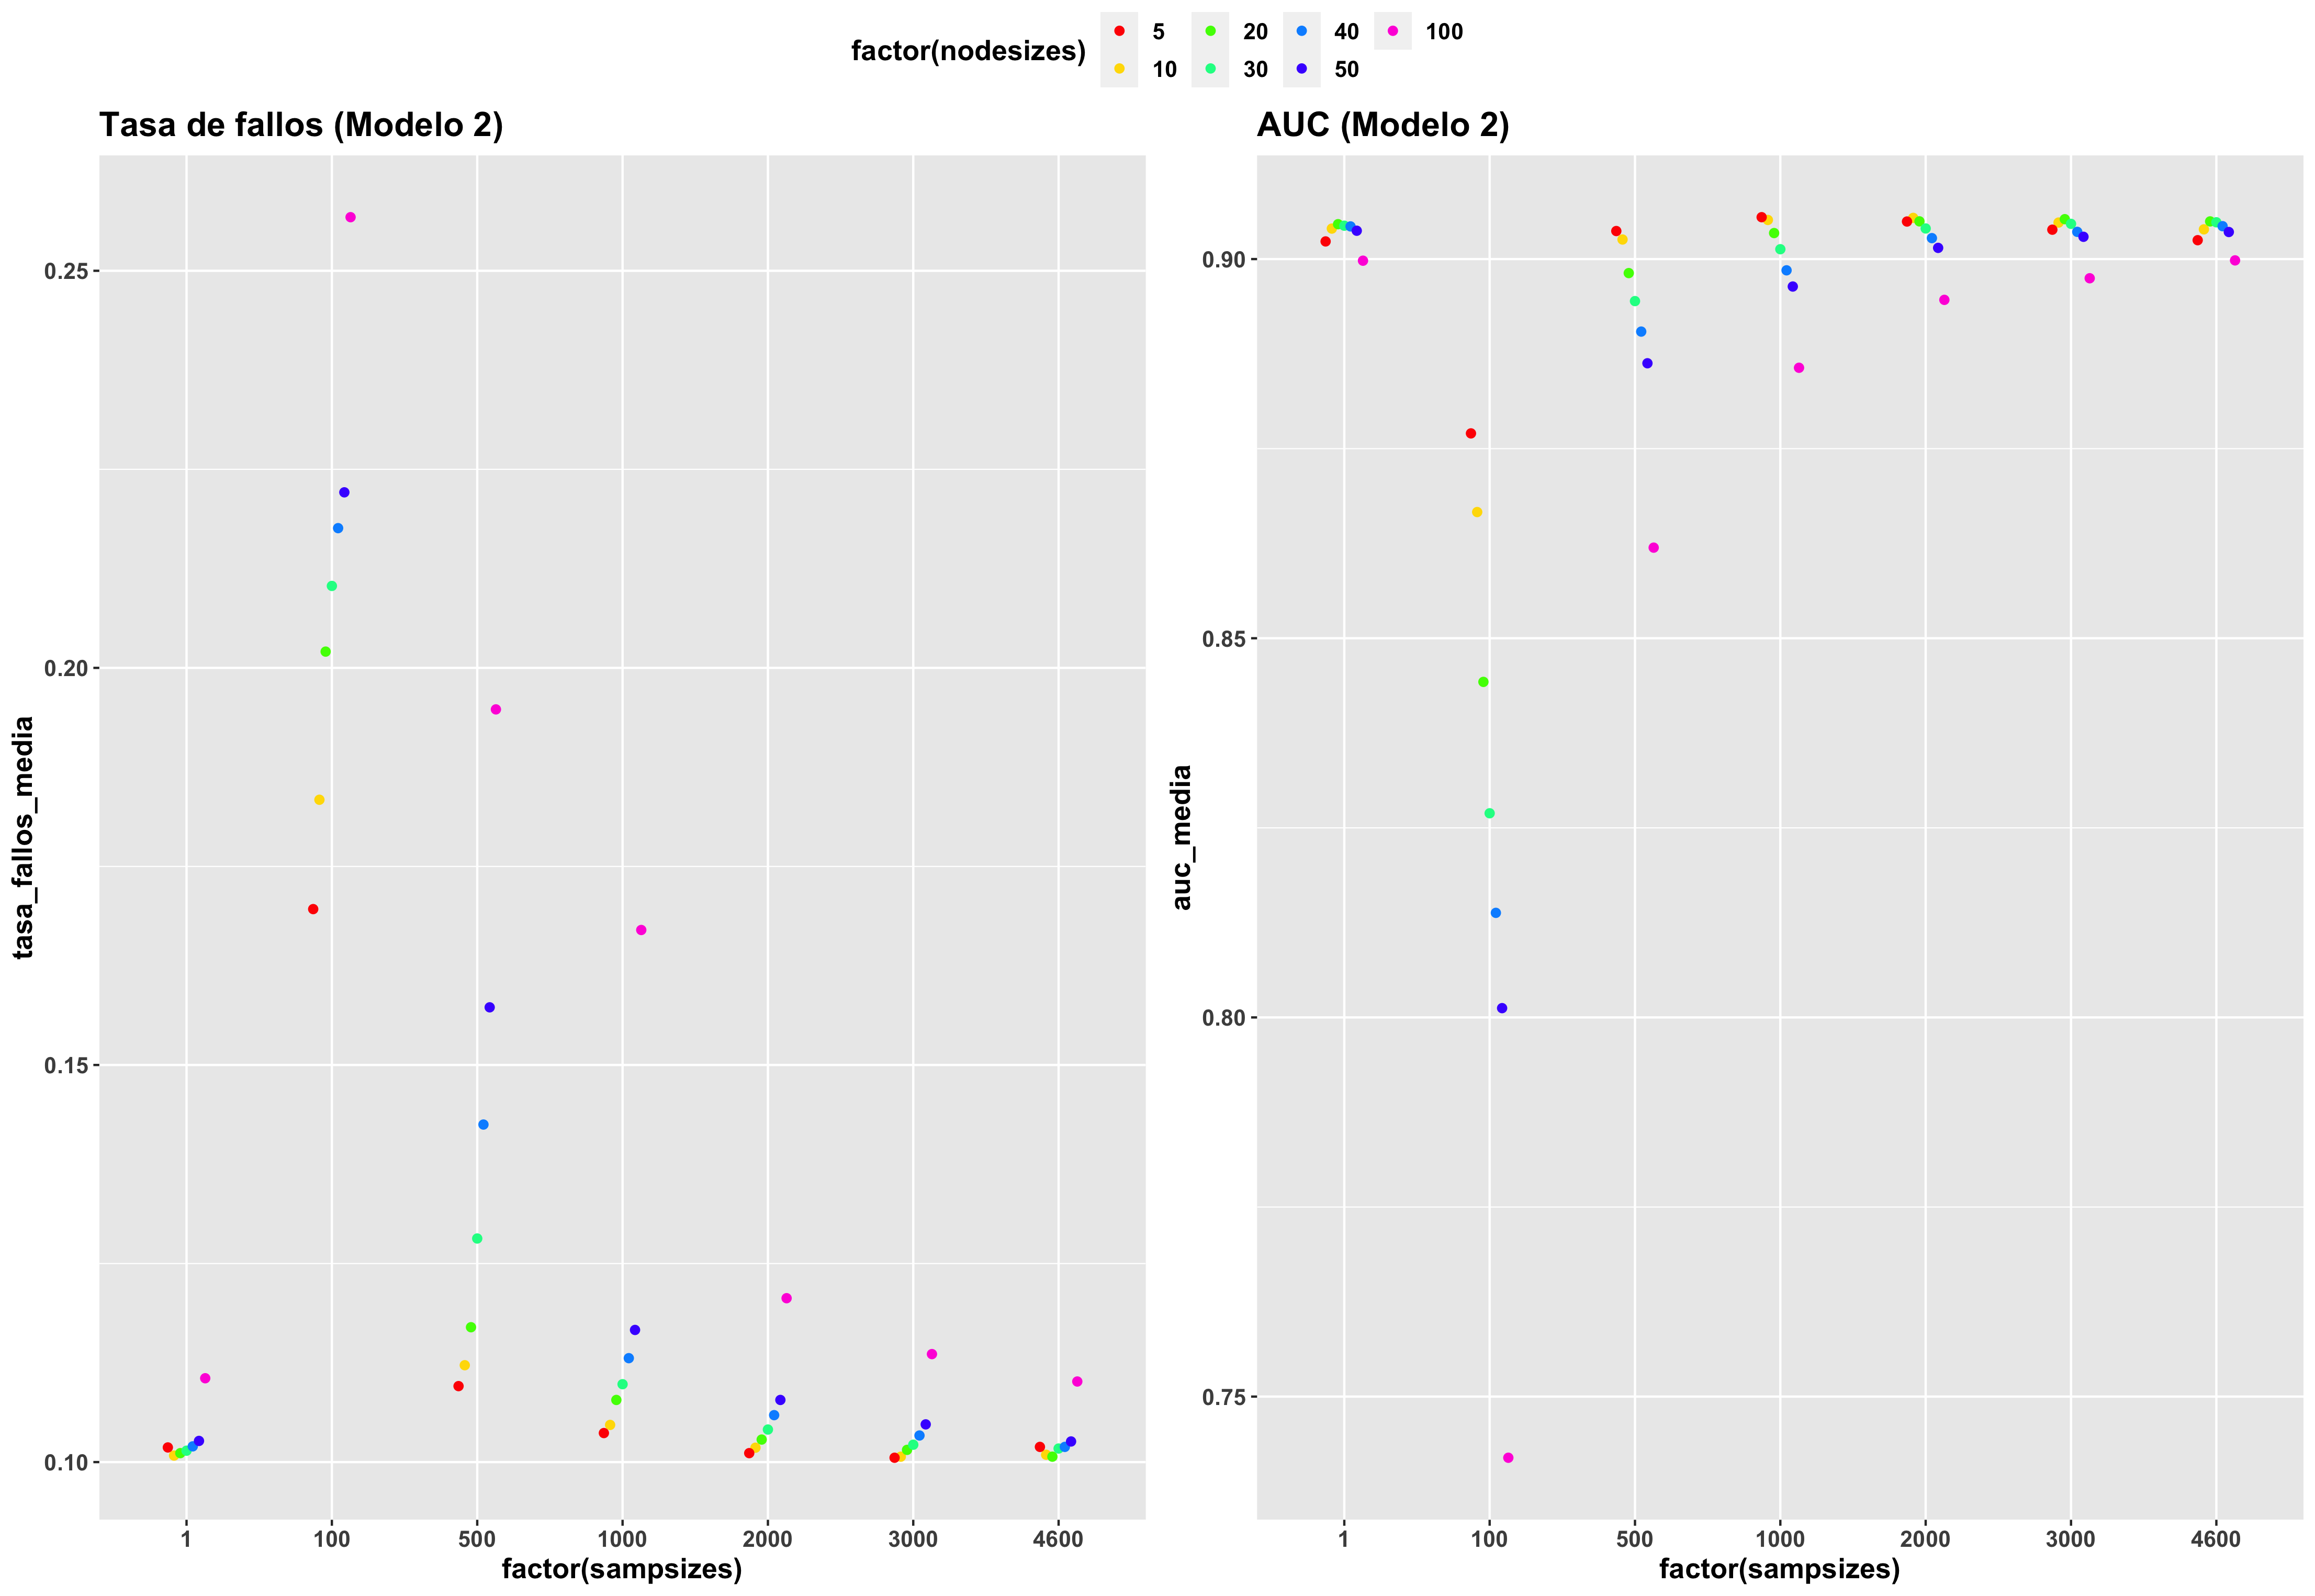 factor(nodesizes)
5 20 40 100
10 30 50
Tasa de fallos (Modelo 2)
0.25
0.20
0.15
0.10
tasa_fallos_media
1 100 500 1000 2000 3000 4600
factor(sampsizes)
AUC (Modelo 2)
0.90
0.85
0.80
0.75
auc_media
1 100 500 1000 2000 3000 4600
factor(sampsizes)